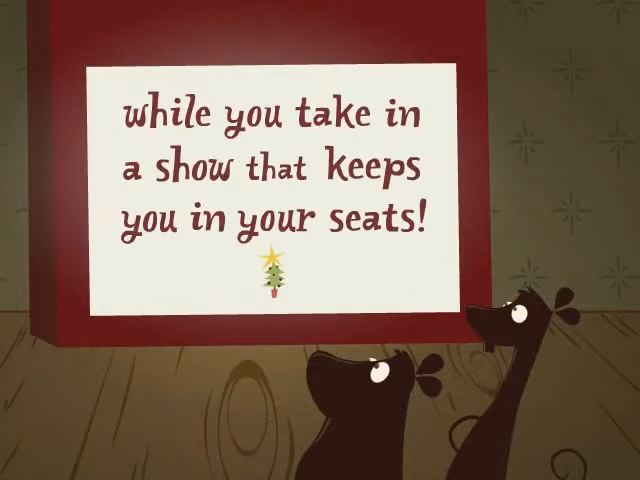 while you take in
a show that keeps
you in your seats!